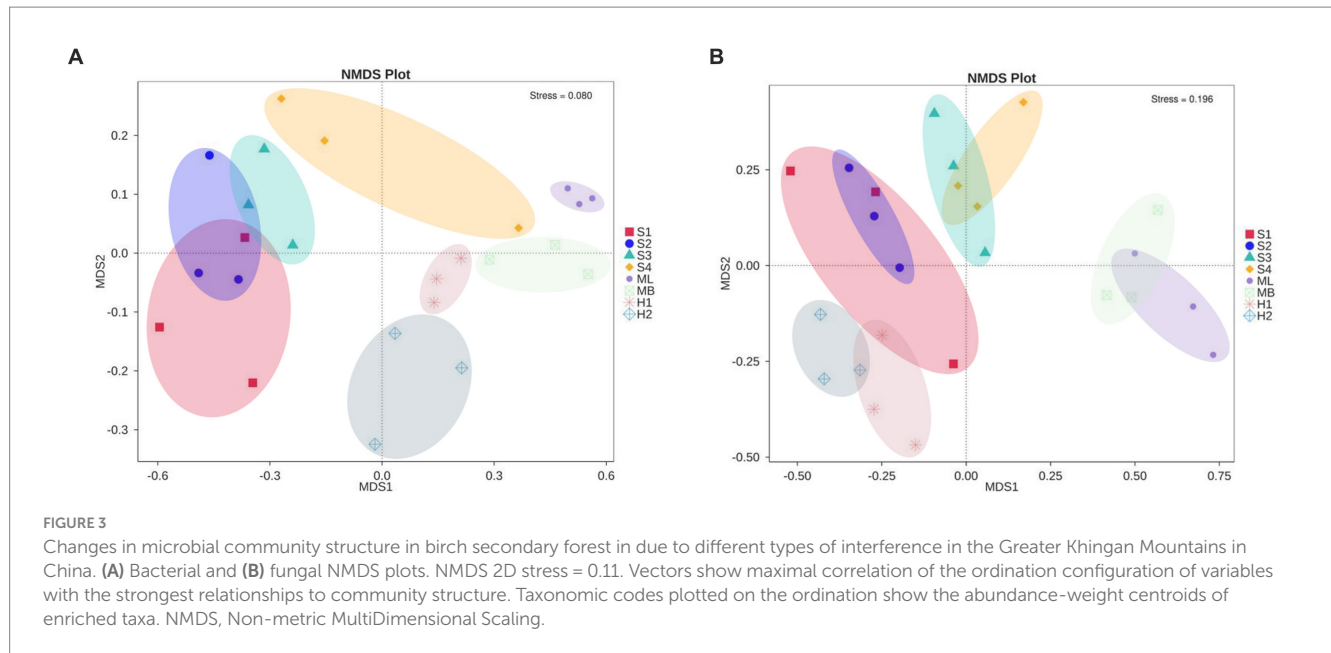 A
NMDS Plot
Stress = 0.080
0.2
0.1
0.0
-0.1
-0.2
-0.3
MDS2
-0.6
-0.3
0.0
0.3
0.6
MDS1
S1
S2
S3
S4
ML
MB
H1
H2
B
NMDS Plot
Stress = 0.196
0.25
0.00
-0.25
-0.50
MDS2
-0.50
-0.25
0.00
0.25
0.50
0.75
MDS1
S1
S2
S3
S4
ML
MB
H1
H2
FIGURE 3
Changes in microbial community structure in birch secondary forest in due to different types of interference in the Greater Khingan Mountains in
China. (A) Bacterial and (B) fungal NMDS plots. NMDS 2D stress = 0.11. Vectors show maximal correlation of the ordination configuration of variables
with the strongest relationships to community structure. Taxonomic codes plotted on the ordination show the abundance-weight centroids of
enriched taxa. NMDS, Non-metric MultiDimensional Scaling.